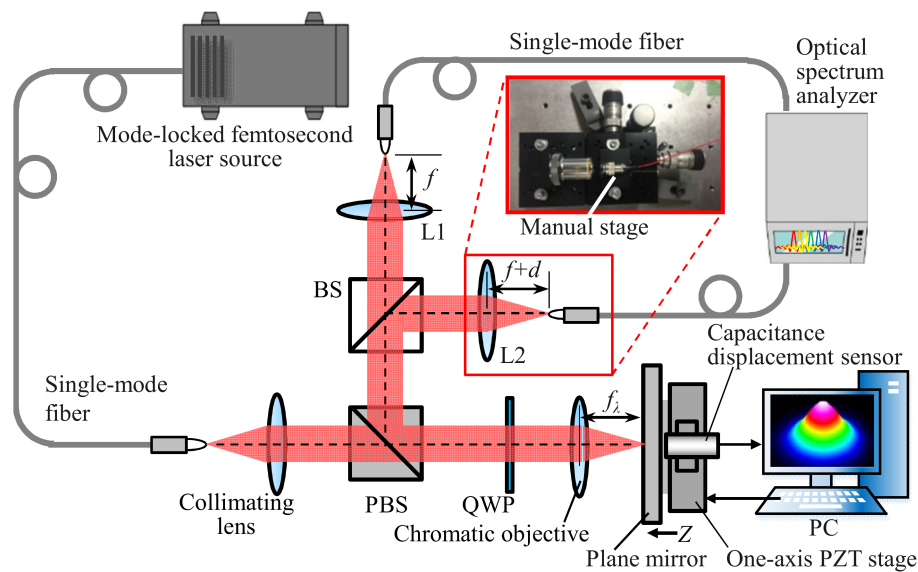 Single-mode fiber
Optical
spectrum
analyzer
Mode-locked femtosecond
laser source
f
L1
Manual stage
BS
f+d
L2
Capacitance
displacement sensor
Single-mode
fiber
fλ
Collimating
lens
PBS
QWP
Chromatic objective
Z
Plane mirror
One-axis PZT stage
PC